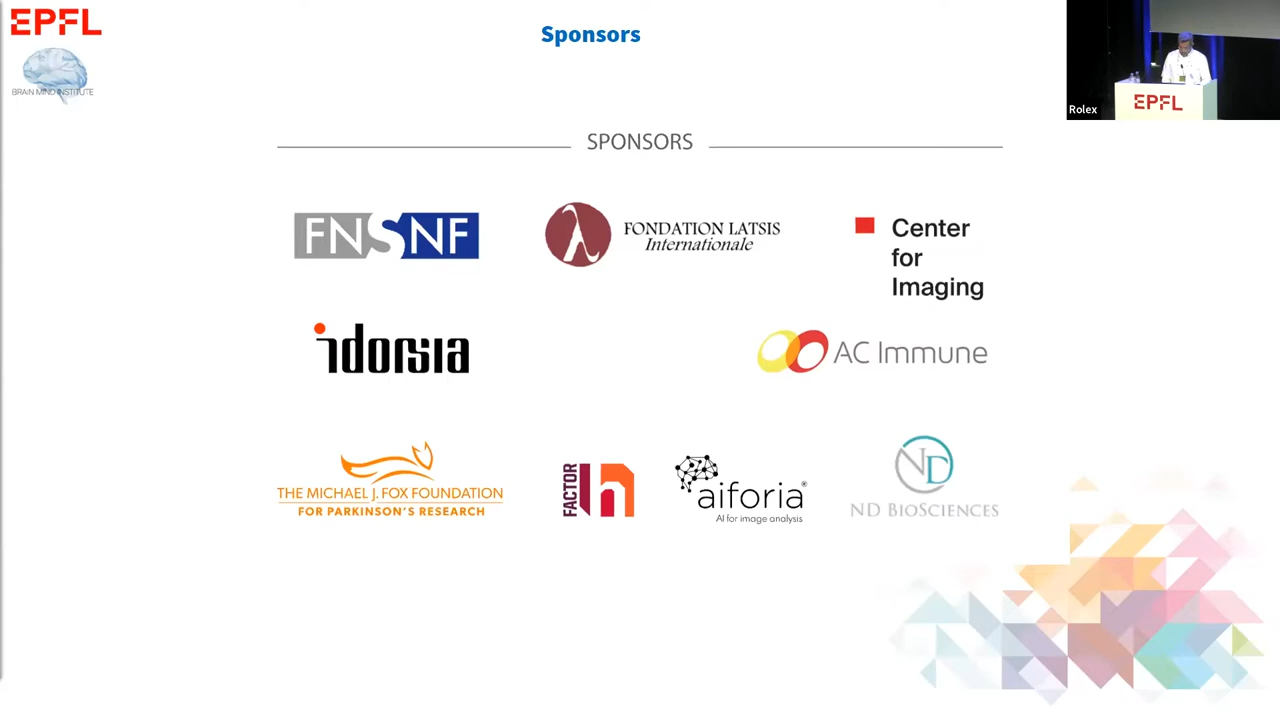 EPFL
BRAIN MIND INSTITUTE
Sponsors
Rolex
EPFL
SPONSORS
FNSNF
FONDATION LATSIS
Internationale
Center
for
Imaging
idorsia
AC Immune
THE MICHAEL J. FOX FOUNDATION
FOR PARKINSON'S RESEARCH
FACTOR
h
aiforia®
AI for image analysis
ND
ND BIOSCIENCES